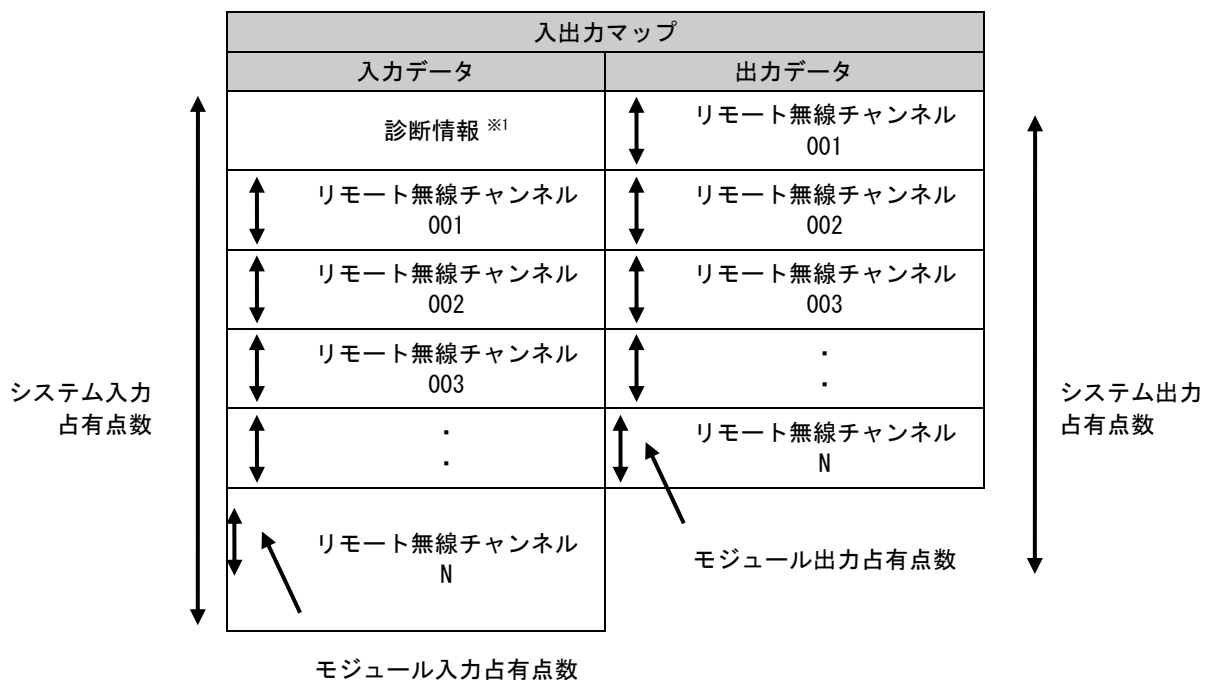 入出力マップ
入力データ
出力データ
診断情報 ※1
リモート無線チャンネル
001
リモート無線チャンネル
001
リモート無線チャンネル
002
リモート無線チャンネル
002
リモート無線チャンネル
003
リモート無線チャンネル
003
・
・
システム入力
占有点数
システム出力
占有点数
・
・
リモート無線チャンネル
N
リモート無線チャンネル
N
モジュール出力占有点数
モジュール入力占有点数